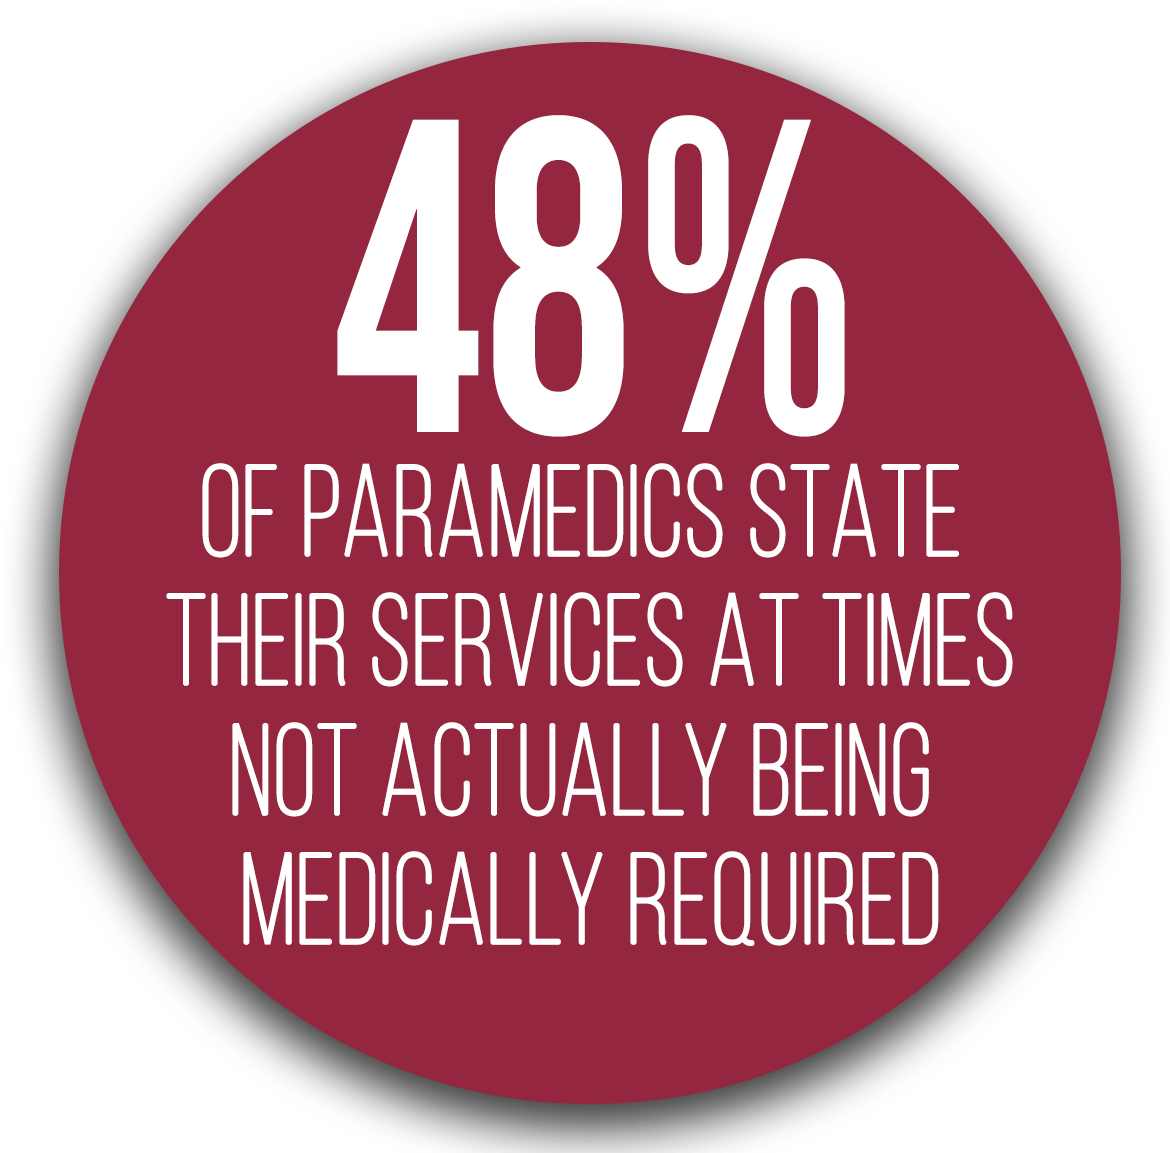 48%
OF PARAMEDICS STATE
THEIR SERVICES AT TIMES
NOT ACTUALLY BEING
MEDICALLY REQUIRED